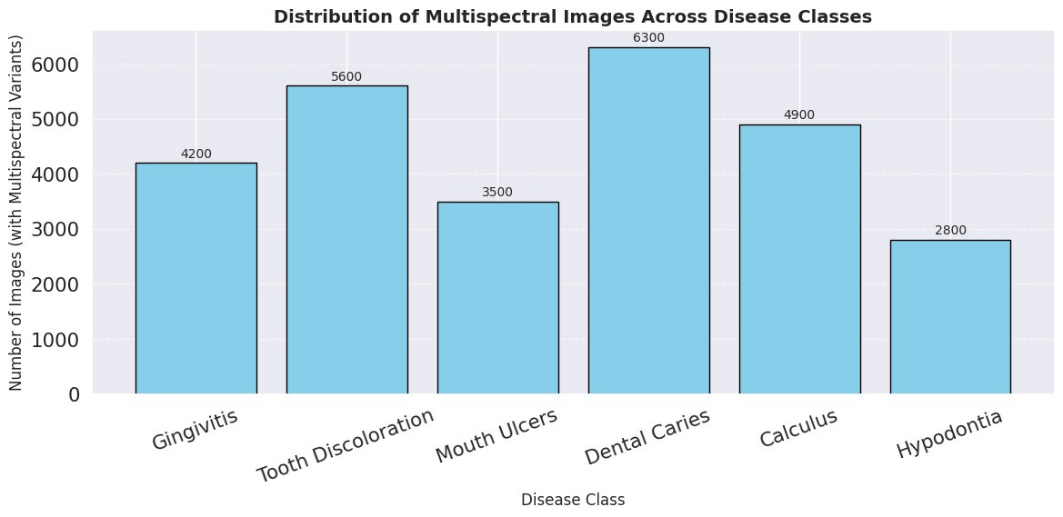 Distribution of Multispectral Images Across Disease Classes
Number of Images (with Multispectral Variants)
6000
5000
4000
3000
2000
1000
0
4200
5600
3500
6300
4900
2800
Gingivitis
Tooth Discoloration
Mouth Ulcers
Dental Caries
Calculus
Hypodontia
Disease Class